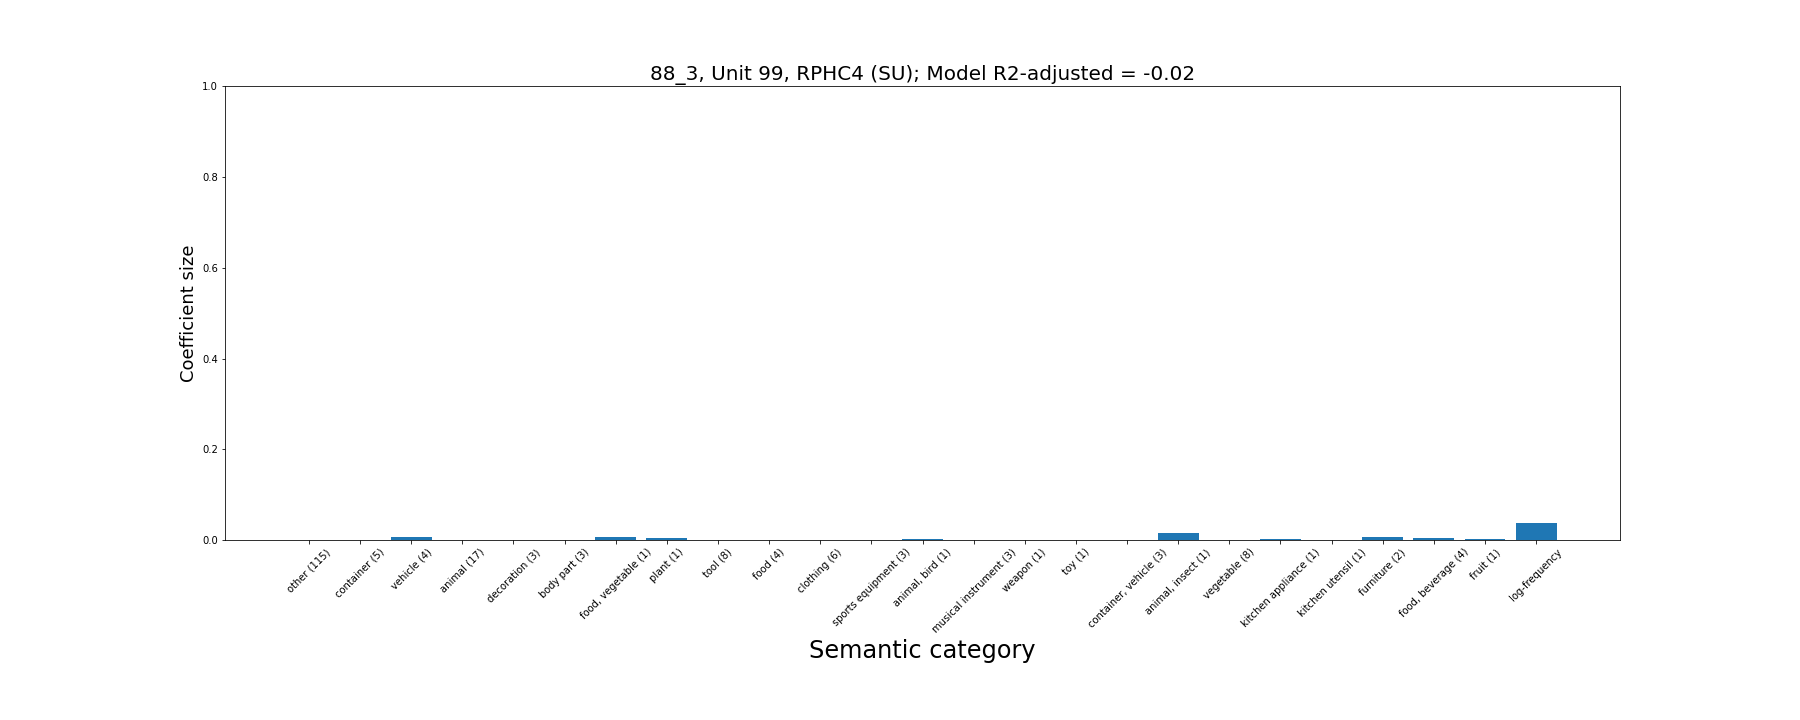 88_3, Unit 99, RPHC4 (SU); Model R2-adjusted = -0.02
1.0
0.8
0.6
0.4
0.2
0.0
Coefficient size
other (115)
container (5)
vehicle (4)
animal (17)
decoration (3)
body part (3)
food, vegetable (1)
plant (1)
tool (8)
food (4)
clothing (6)
sports equipment (3)
animal, bird (1)
musical instrument (3)
weapon (1)
toy (1)
container, vehicle (3)
animal, insect (1)
vegetable (8)
kitchen appliance (1)
kitchen utensil (1)
furniture (2)
food, beverage (4)
fruit (1)
log-frequency
Semantic category